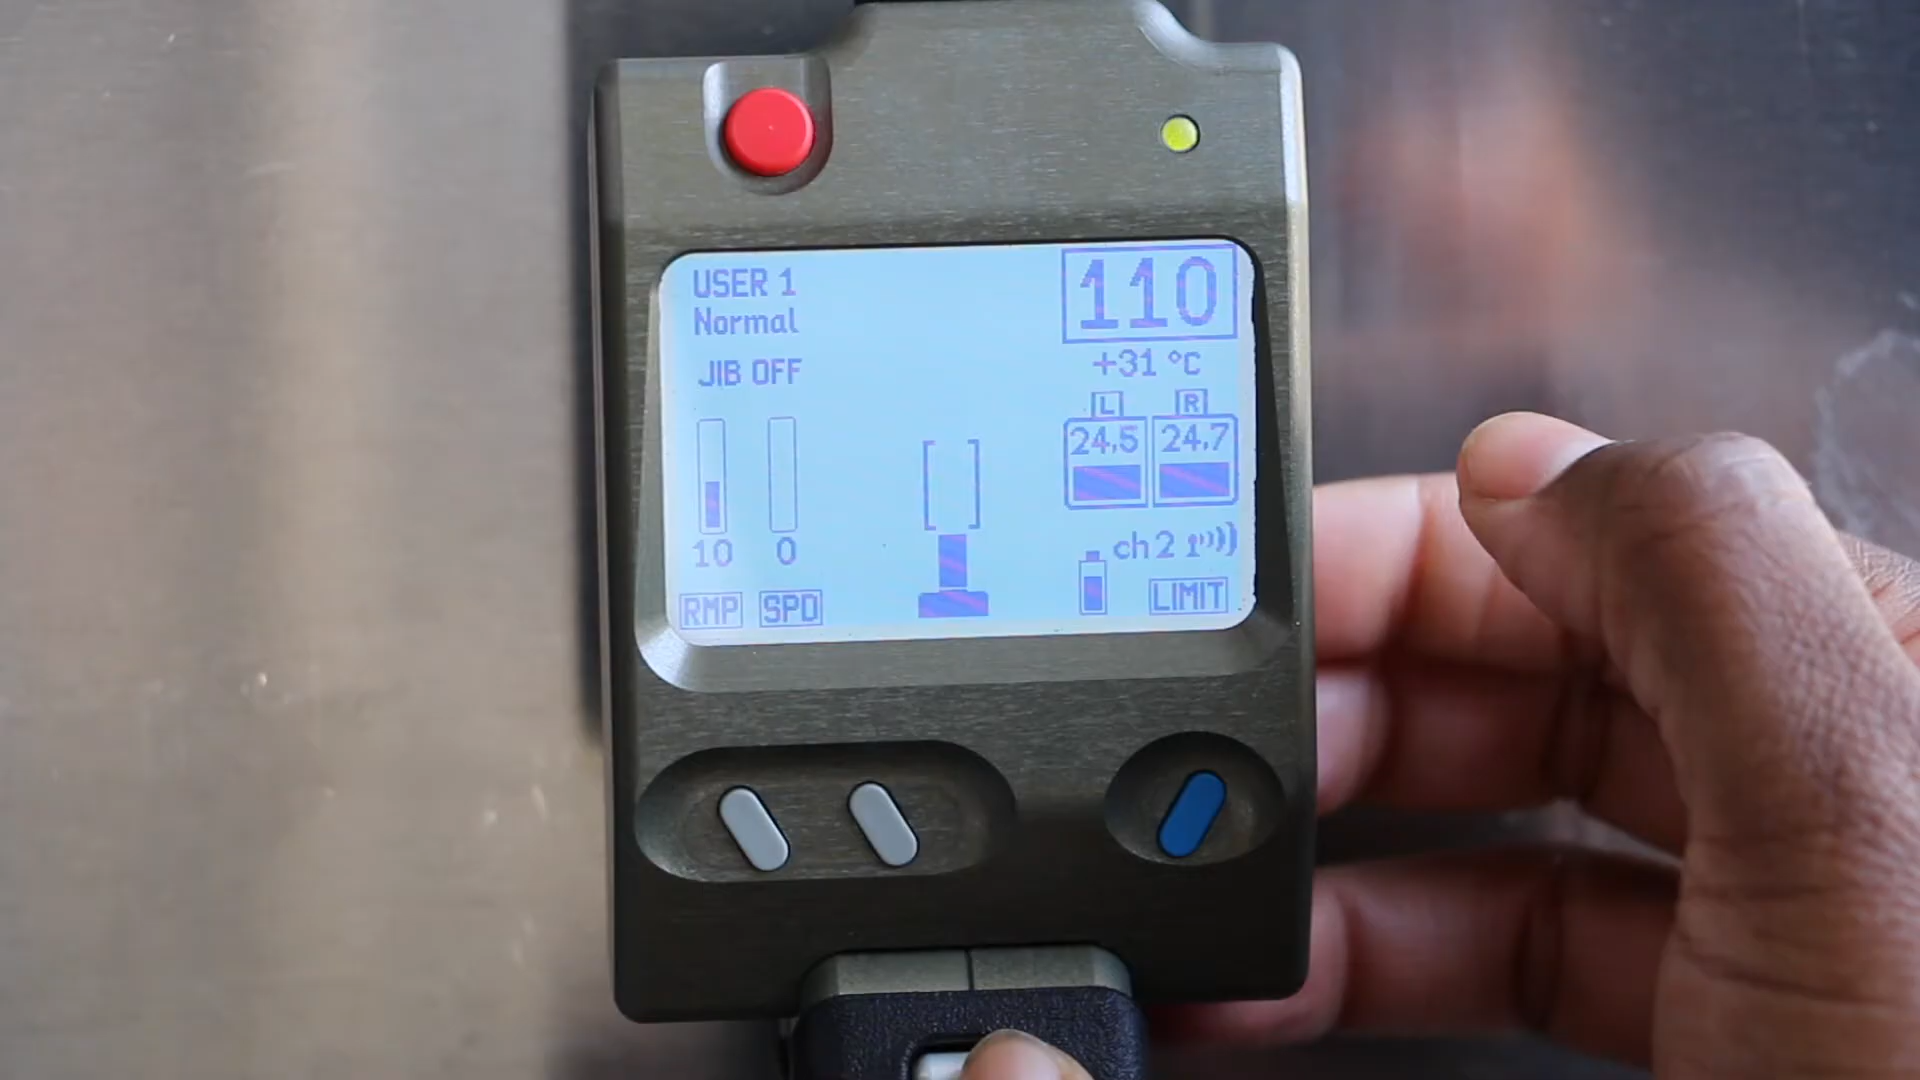 USER 1
Normal
JIB OFF
10 0
RMP SPD
110
+31 °C
L R
24.5 24.7
ch 2
LIMIT